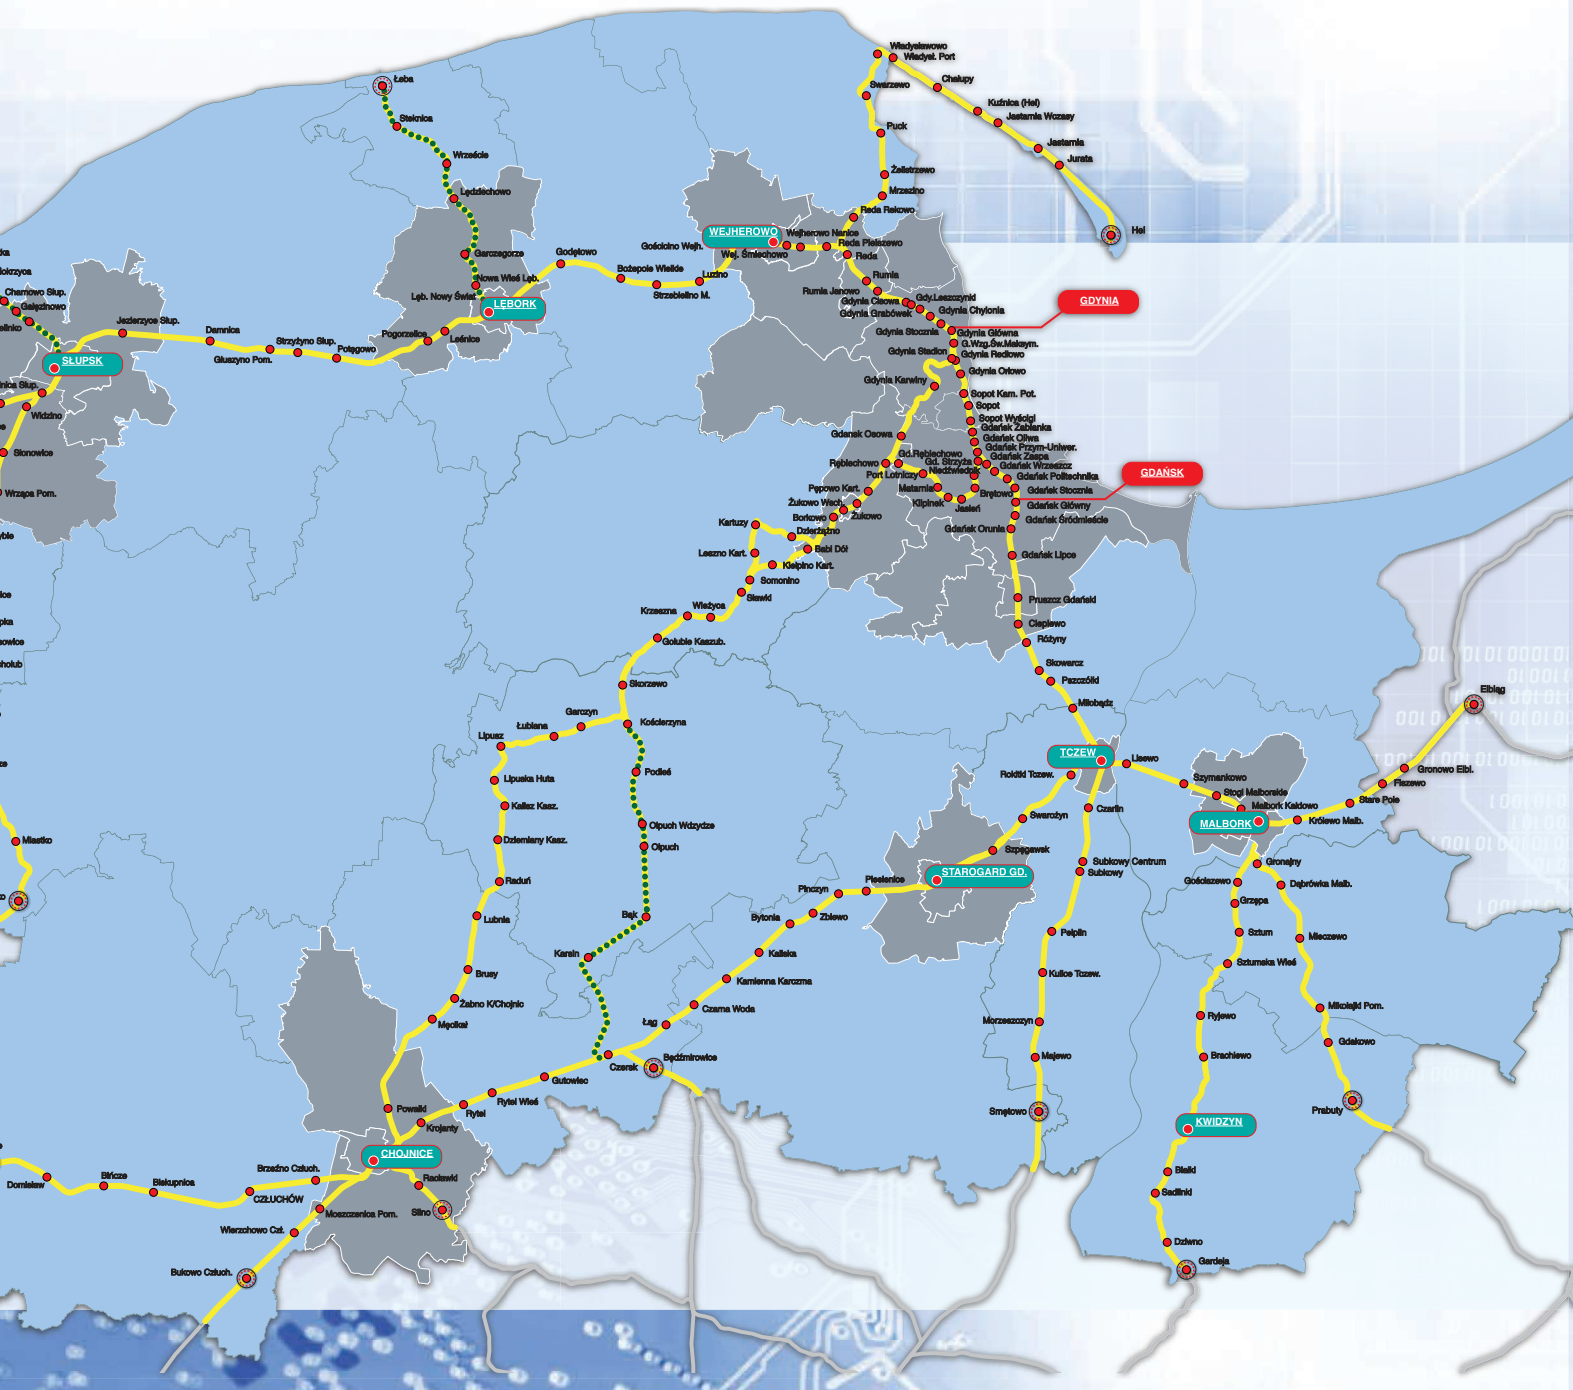 Łeba
Steknica
Wrzeście
Lędziechowo
Garczegorze
Nowa Wieś Lęb.
Lęb. Nowy Świat
LĘBORK
Pogorzelice
Leśnice
Godętowo
Bożepole Wielkie
Strzebielino M.
Luzino
Gościcino Wejh.
WEJHEROWO
Wejherowo Nanice
Wej. Śmiechowo
Reda Pieleszewo
Reda
Reda Rekowo
Mrzezino
Żelistrzewo
Puck
Swarzewo
Władysławowo
Władysł. Port
Chałupy
Kuźnica (Hel)
Jastarnia Wczasy
Jastarnia
Jurata
Hel
Rumia
Rumia Janowo
Gdynia Cisowa
Gdy.Leszczynki
Gdynia Grabówek
Gdynia Chylonia
Gdynia Stocznia
Gdynia Główna
GDYNIA
G.Wzg.Św.Maksym.
Gdynia Stadion
Gdynia Redłowo
Gdynia Orłowo
Gdynia Karwiny
Sopot Kam. Pot.
Sopot
Sopot Wyścigi
Gdańsk Żabianka
Gdańsk Oliwa
Gdańsk Przym-Uniwer.
Gdańsk Zaspa
Gdańsk Wrzeszcz
Gdańsk Politechnika
Gdańsk Stocznia
GDAŃSK
Gdańsk Główny
Gdańsk Śródmieście
Gdańsk Orunia
Gdańsk Lipce
Gdansk Osowa
Rębiechowo
Gd.Rębiechowo
Gd. Strzyża
Port Lotniczy
Niedźwiednik
Matarnia
Kiełpinek
Jasień
Brętowo
Pępowo Kart.
Żukowo Wsch.
Żukowo
Borkowo
Dzierżążno
Kartuzy
Babi Dół
Leszno Kart.
Kiełpino Kart.
Somonino
Sławki
Wieżyca
Krzeszna
Gołubie Kaszub.
Skorzewo
Kościerzyna
Garczyn
Łubiana
Lipusz
Lipuska Huta
Kalisz Kasz.
Dziemiany Kasz.
Raduń
Lubnia
Brusy
Żabno K/Chojnic
Męcikał
Powałki
Podleś
Olpuch Wdzydze
Olpuch
Bąk
Karsin
Czersk
Będźmirowice
Łąg
Czarna Woda
Kamienna Karczma
Kaliska
Bytonia
Zblewo
Pinczyn
Piesienice
STAROGARD GD.
Szpęgawsk
Swarożyn
Rokitki Tczew.
TCZEW
Pruszcz Gdański
Cieplewo
Różyny
Skowarcz
Pszczółki
Miłobądz
Lisewo
Szymankowo
Stogi Malborskie
Malbork Kałdowo
MALBORK
Królewo Malb.
Stare Pole
Fiszewo
Gronowo Elbl.
Elbląg
Czarlin
Subkowy Centrum
Subkowy
Pelplin
Kulice Tczew.
Morzeszczyn
Majewo
Smętowo
Gronajny
Gościszewo
Dąbrówka Malb.
Grzępa
Sztum
Mleczewo
Sztumska Wieś
Ryjewo
Mikołajki Pom.
Brachlewo
Gdakowo
Prabuty
KWIDZYN
Białki
Sadlinki
Dziwno
Gardeja
Gutowiec
Rytel Wieś
Rytel
Krojanty
CHOJNICE
Racławki
Silno
Moszczenica Pom.
Wierzchowo Czł.
Bukowo Człuch.
Brzeźno Człuch.
CZŁUCHÓW
Biskupnica
Bińcze
Domisław
Miastko
Charnowo Słup.
Gałęzinowo
Jezierzyce Słup.
SŁUPSK
Damnica
Głuszyno Pom.
Strzyżyno Słup.
Potęgowo
Widzino
Słonowice
Wrząca Pom.